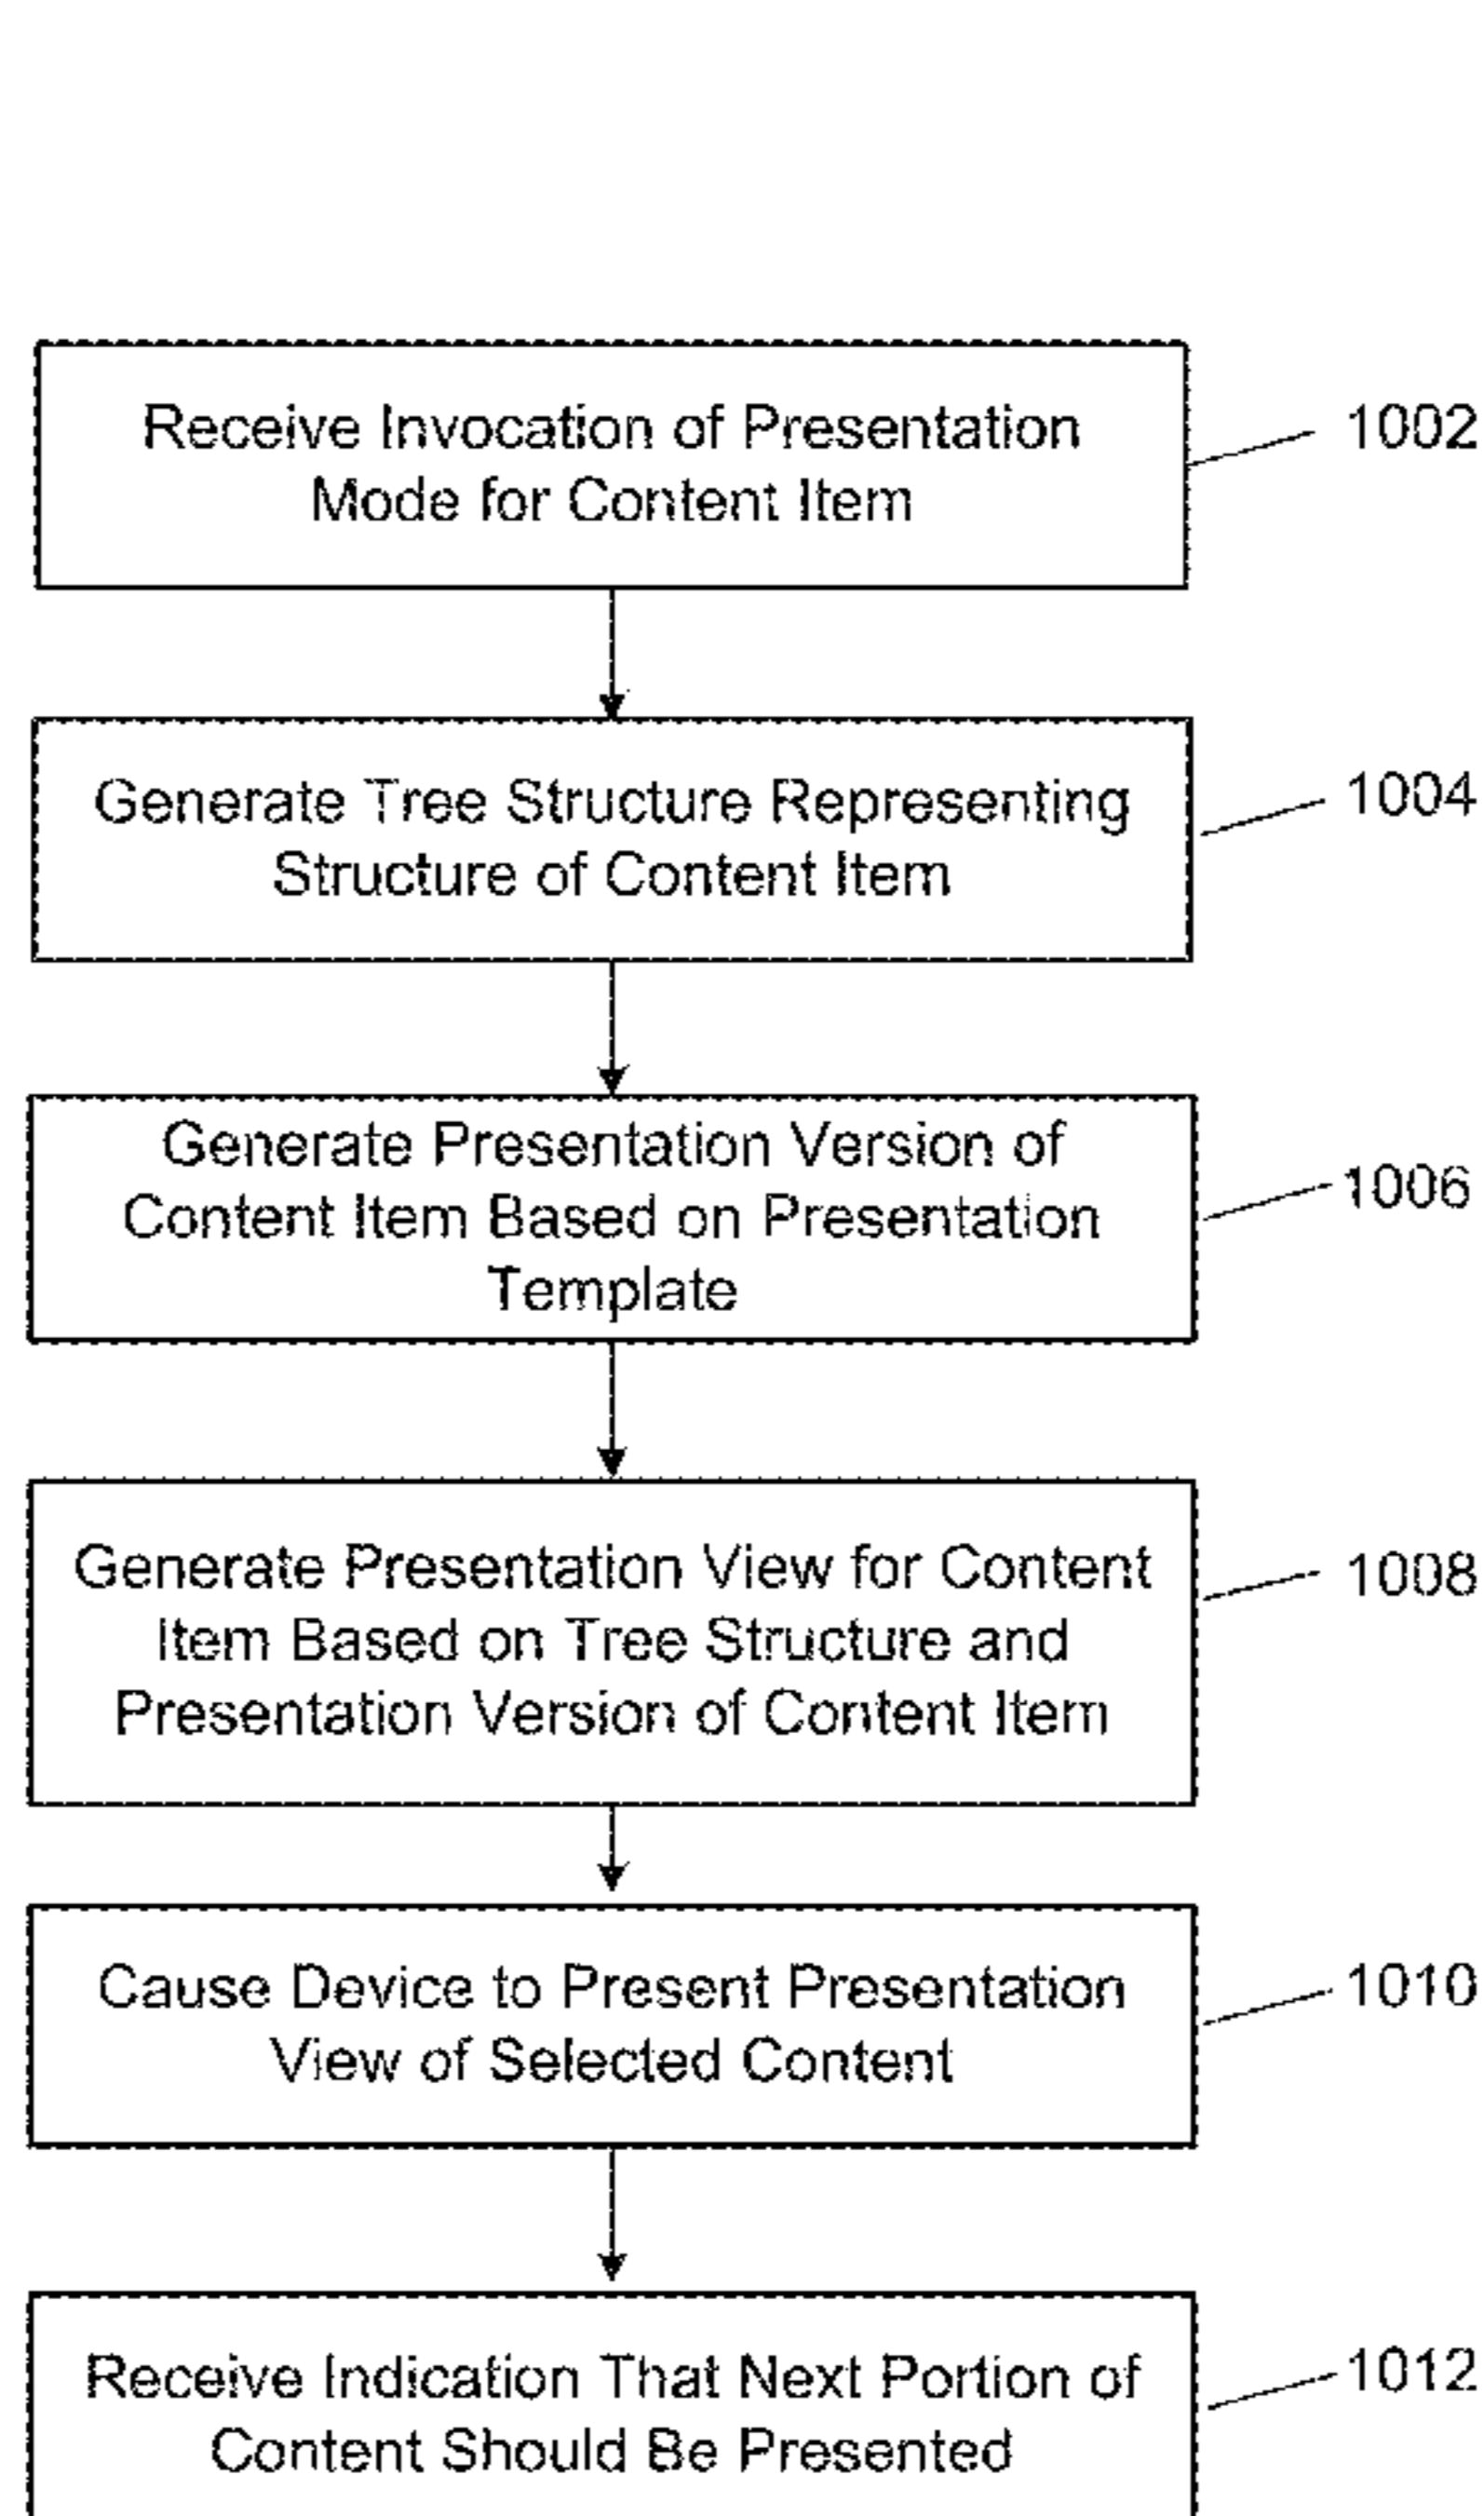 Receive Invocation of Presentation
Mode for Content Item
1002
Generate Tree Structure Representing
Structure of Content Item
1004
Generate Presentation Version of
Content Item Based on Presentation
Template
1006
Generate Presentation View for Content
Item Based on Tree Structure and
Presentation Version of Content Item
1008
Cause Device to Present Presentation
View of Selected Content
1010
Receive Indication That Next Portion of
Content Should Be Presented
1012